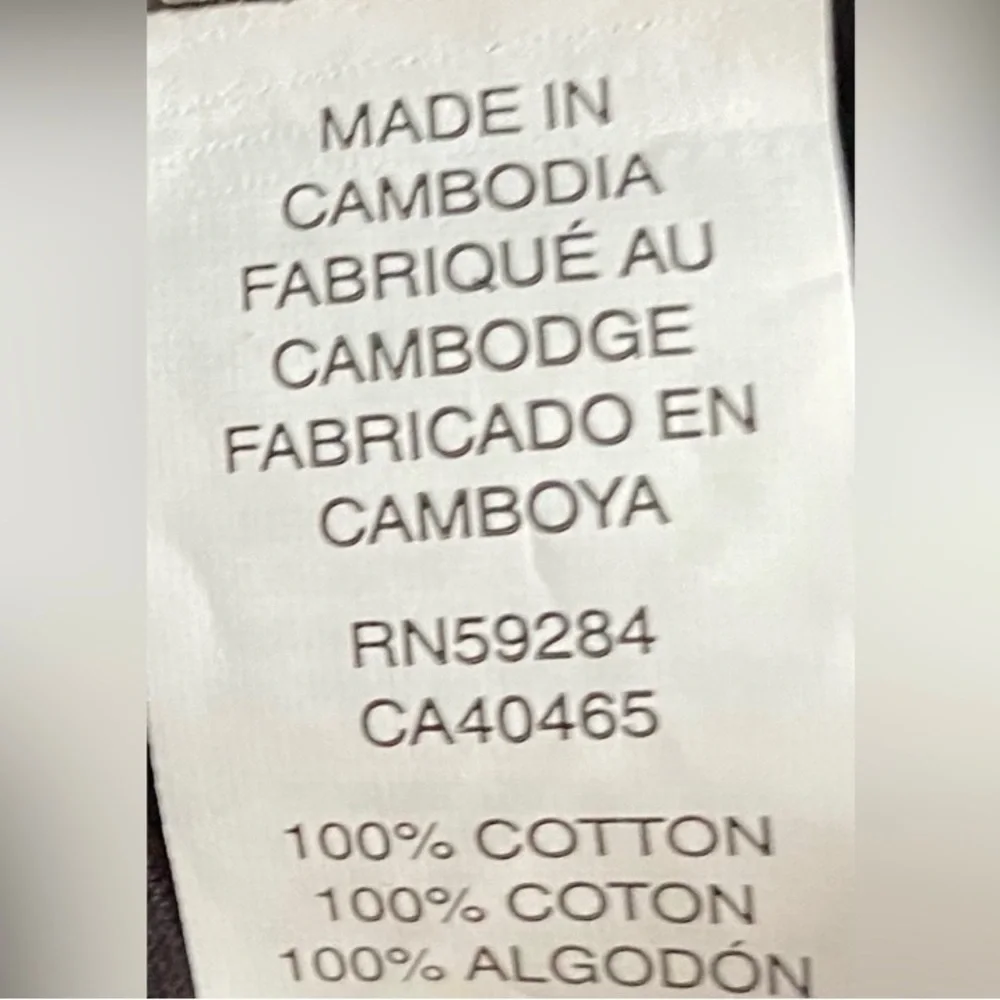 MADE IN
CAMBODIA
FABRIQUÉ AU
CAMBODGE
FABRICADO EN
CAMBOYA
RN59284
CA40465
100% COTTON
100% COTON
100% ALGODÓN